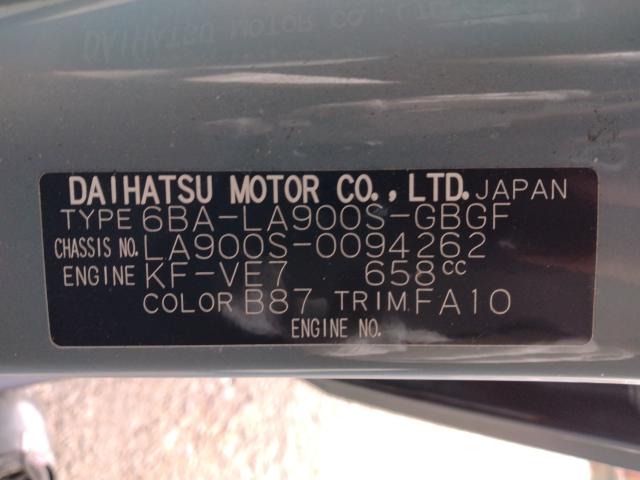 DAIHATSU MOTOR CO., LTD. JAPAN
TYPE 6BA-LA900S-GBGF
CHASSIS NO. LA900S-0094262
ENGINE KF-VE7 658cc
COLOR B87 TRIM FA10
ENGINE NO.